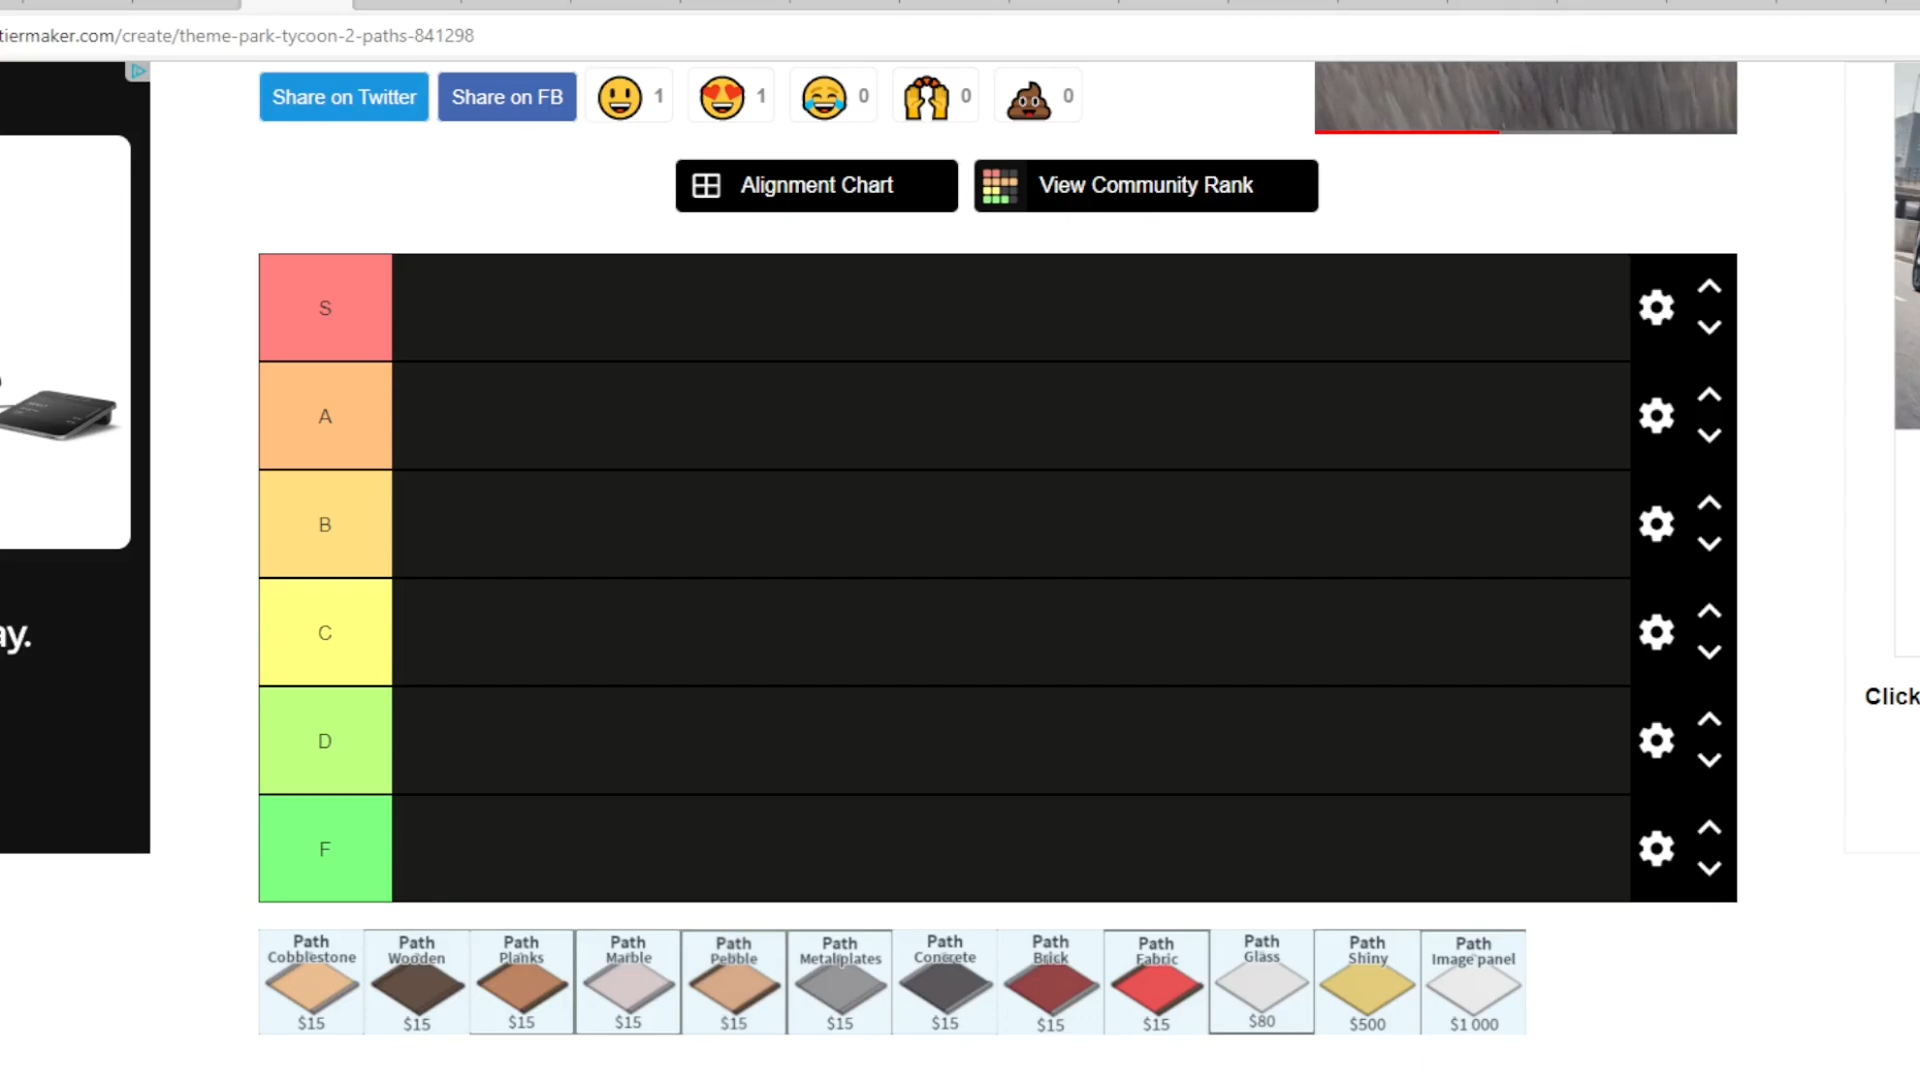 tiermaker.com/create/theme-park-tycoon-2-paths-841298
Share on Twitter
Share on FB
1
1
0
0
0
Alignment Chart
View Community Rank
S
A
B
C
D
F
ay.
Click
Path Cobblestone $15
Path Wooden $15
Path Planks $15
Path Marble $15
Path Pebble $15
Path Metal plates $15
Path Concrete $15
Path Brick $15
Path Fabric $15
Path Glass $80
Path Shiny $500
Path Image panel $1 000